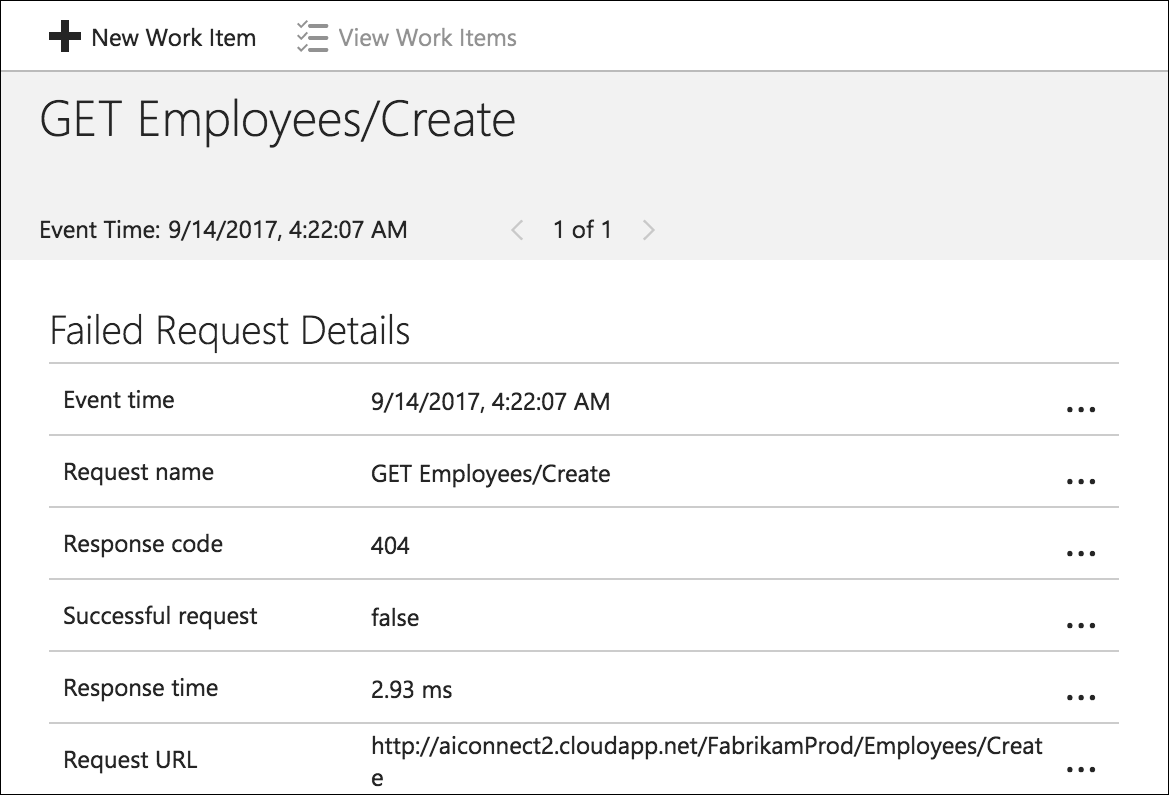 New Work Item View Work Items
GET Employees/Create
Event Time: 9/14/2017, 4:22:07 AM 1 of 1
Failed Request Details
Event time 9/14/2017, 4:22:07 AM ...
Request name GET Employees/Create ...
Response code 404 ...
Successful request false ...
Response time 2.93 ms ...
Request URL http://aiconnect2.cloudapp.net/FabrikamProd/Employees/Creat ...
e